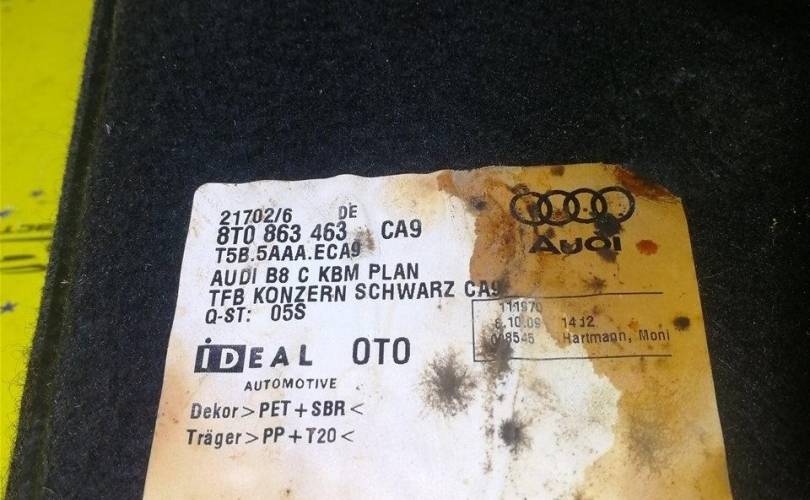 21702/6 DE
8T0 863 463 CA9
T5B.5AAA.ECA9
AUDI B8 C KBM PLAN
TFB KONZERN SCHWARZ CA9
Q-ST: 05S
AUDI
111970
6.10.09 14:12
Hartmann, Moni
IDEAL OTO
AUTOMOTIVE
Dekor>PET+SBR<
Träger>PP+T20<